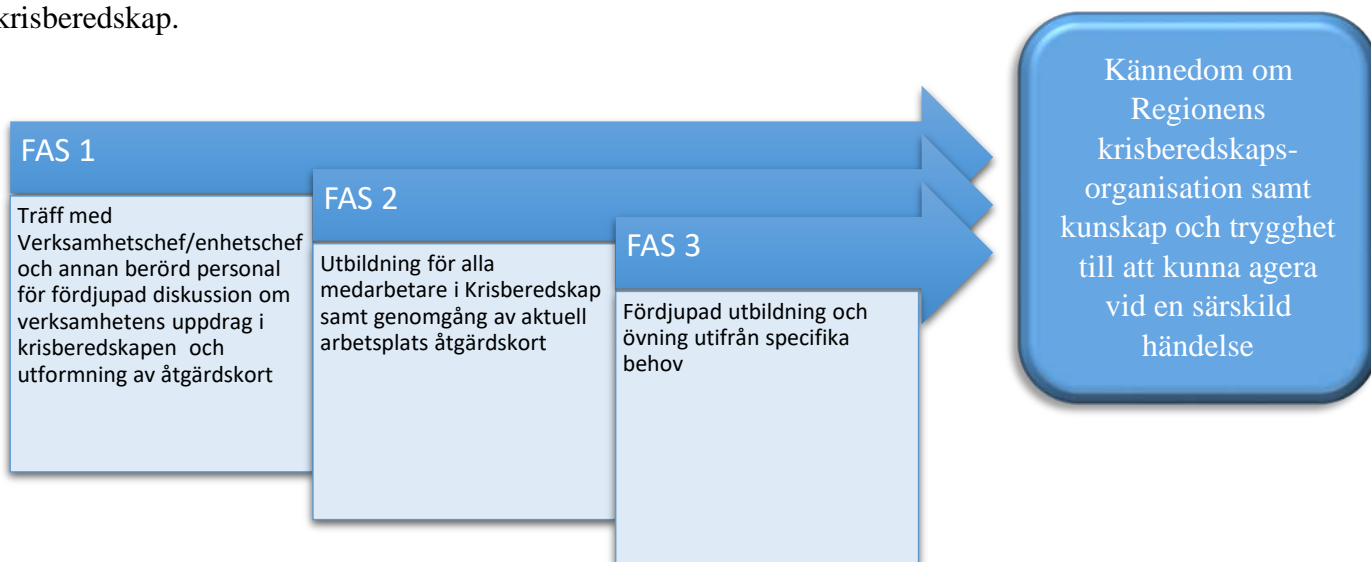 krisberedskap.
FAS 1
Träff med
Verksamhetschef/enhetschef
och annan berörd personal
för fördjupad diskussion om
verksamhetens uppdrag i
krisberedskapen och
utformning av åtgärdskort
FAS 2
Utbildning för alla
medarbetare i Krisberedskap
samt genomgång av aktuell
arbetsplats åtgärdskort
FAS 3
Fördjupad utbildning och
övning utifrån specifika
behov
Kännedom om
Regionens
krisberedskaps-
organisation samt
kunskap och trygghet
till att kunna agera
vid en särskild
händelse